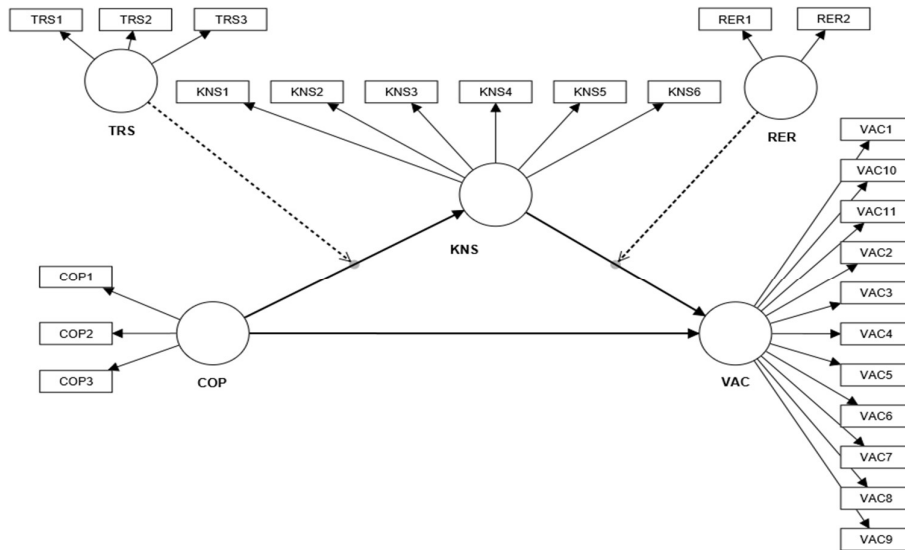 TRS1
TRS2
TRS3
RER1
RER2
KNS1
KNS2
KNS3
KNS4
KNS5
KNS6
TRS
RER
VAC1
VAC10
VAC11
VAC2
VAC3
VAC4
VAC5
VAC6
VAC7
VAC8
VAC9
KNS
COP1
COP2
COP3
COP
VAC